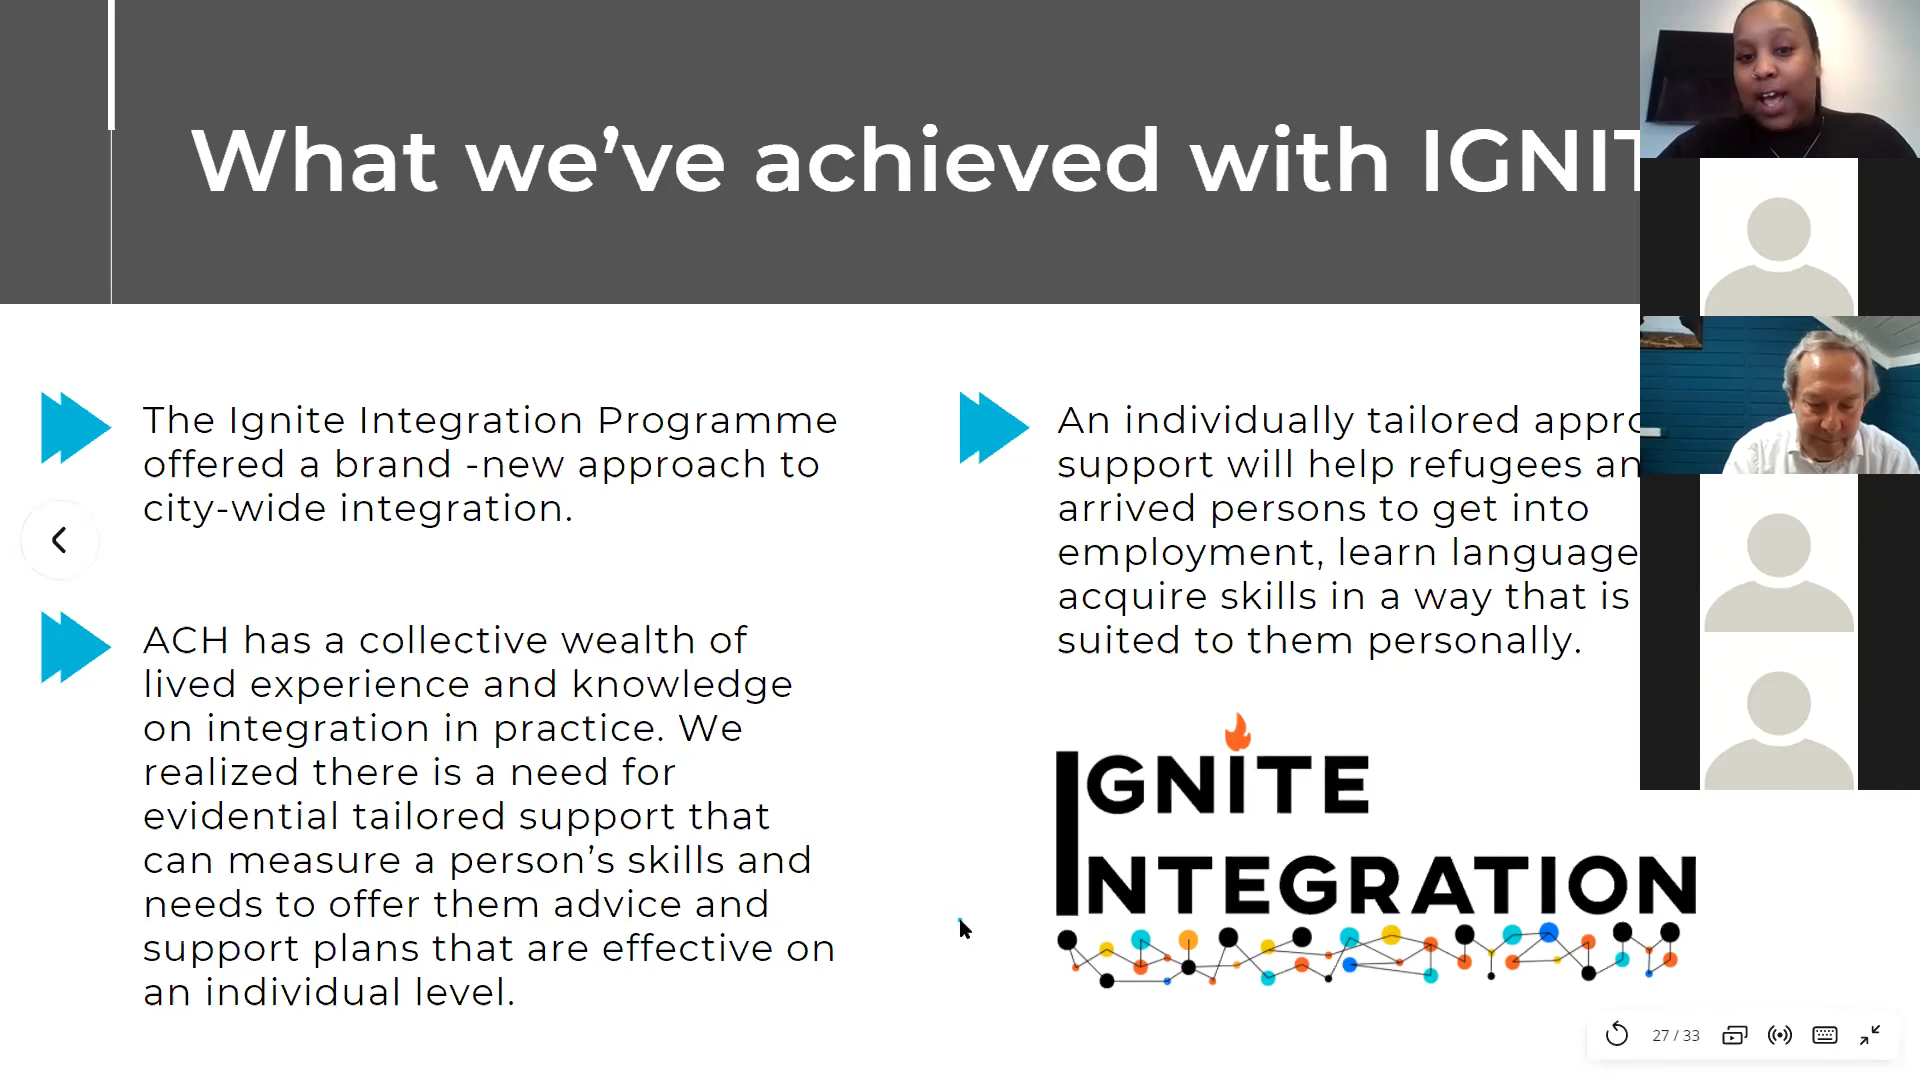 What we’ve achieved with IGNIT
The Ignite Integration Programme
offered a brand -new approach to
city-wide integration.
ACH has a collective wealth of
lived experience and knowledge
on integration in practice. We
realized there is a need for
evidential tailored support that
can measure a person’s skills and
needs to offer them advice and
support plans that are effective on
an individual level.
An individually tailored appro
support will help refugees an
arrived persons to get into
employment, learn language
acquire skills in a way that is
suited to them personally.
IGNITE
INTEGRATION
27 / 33